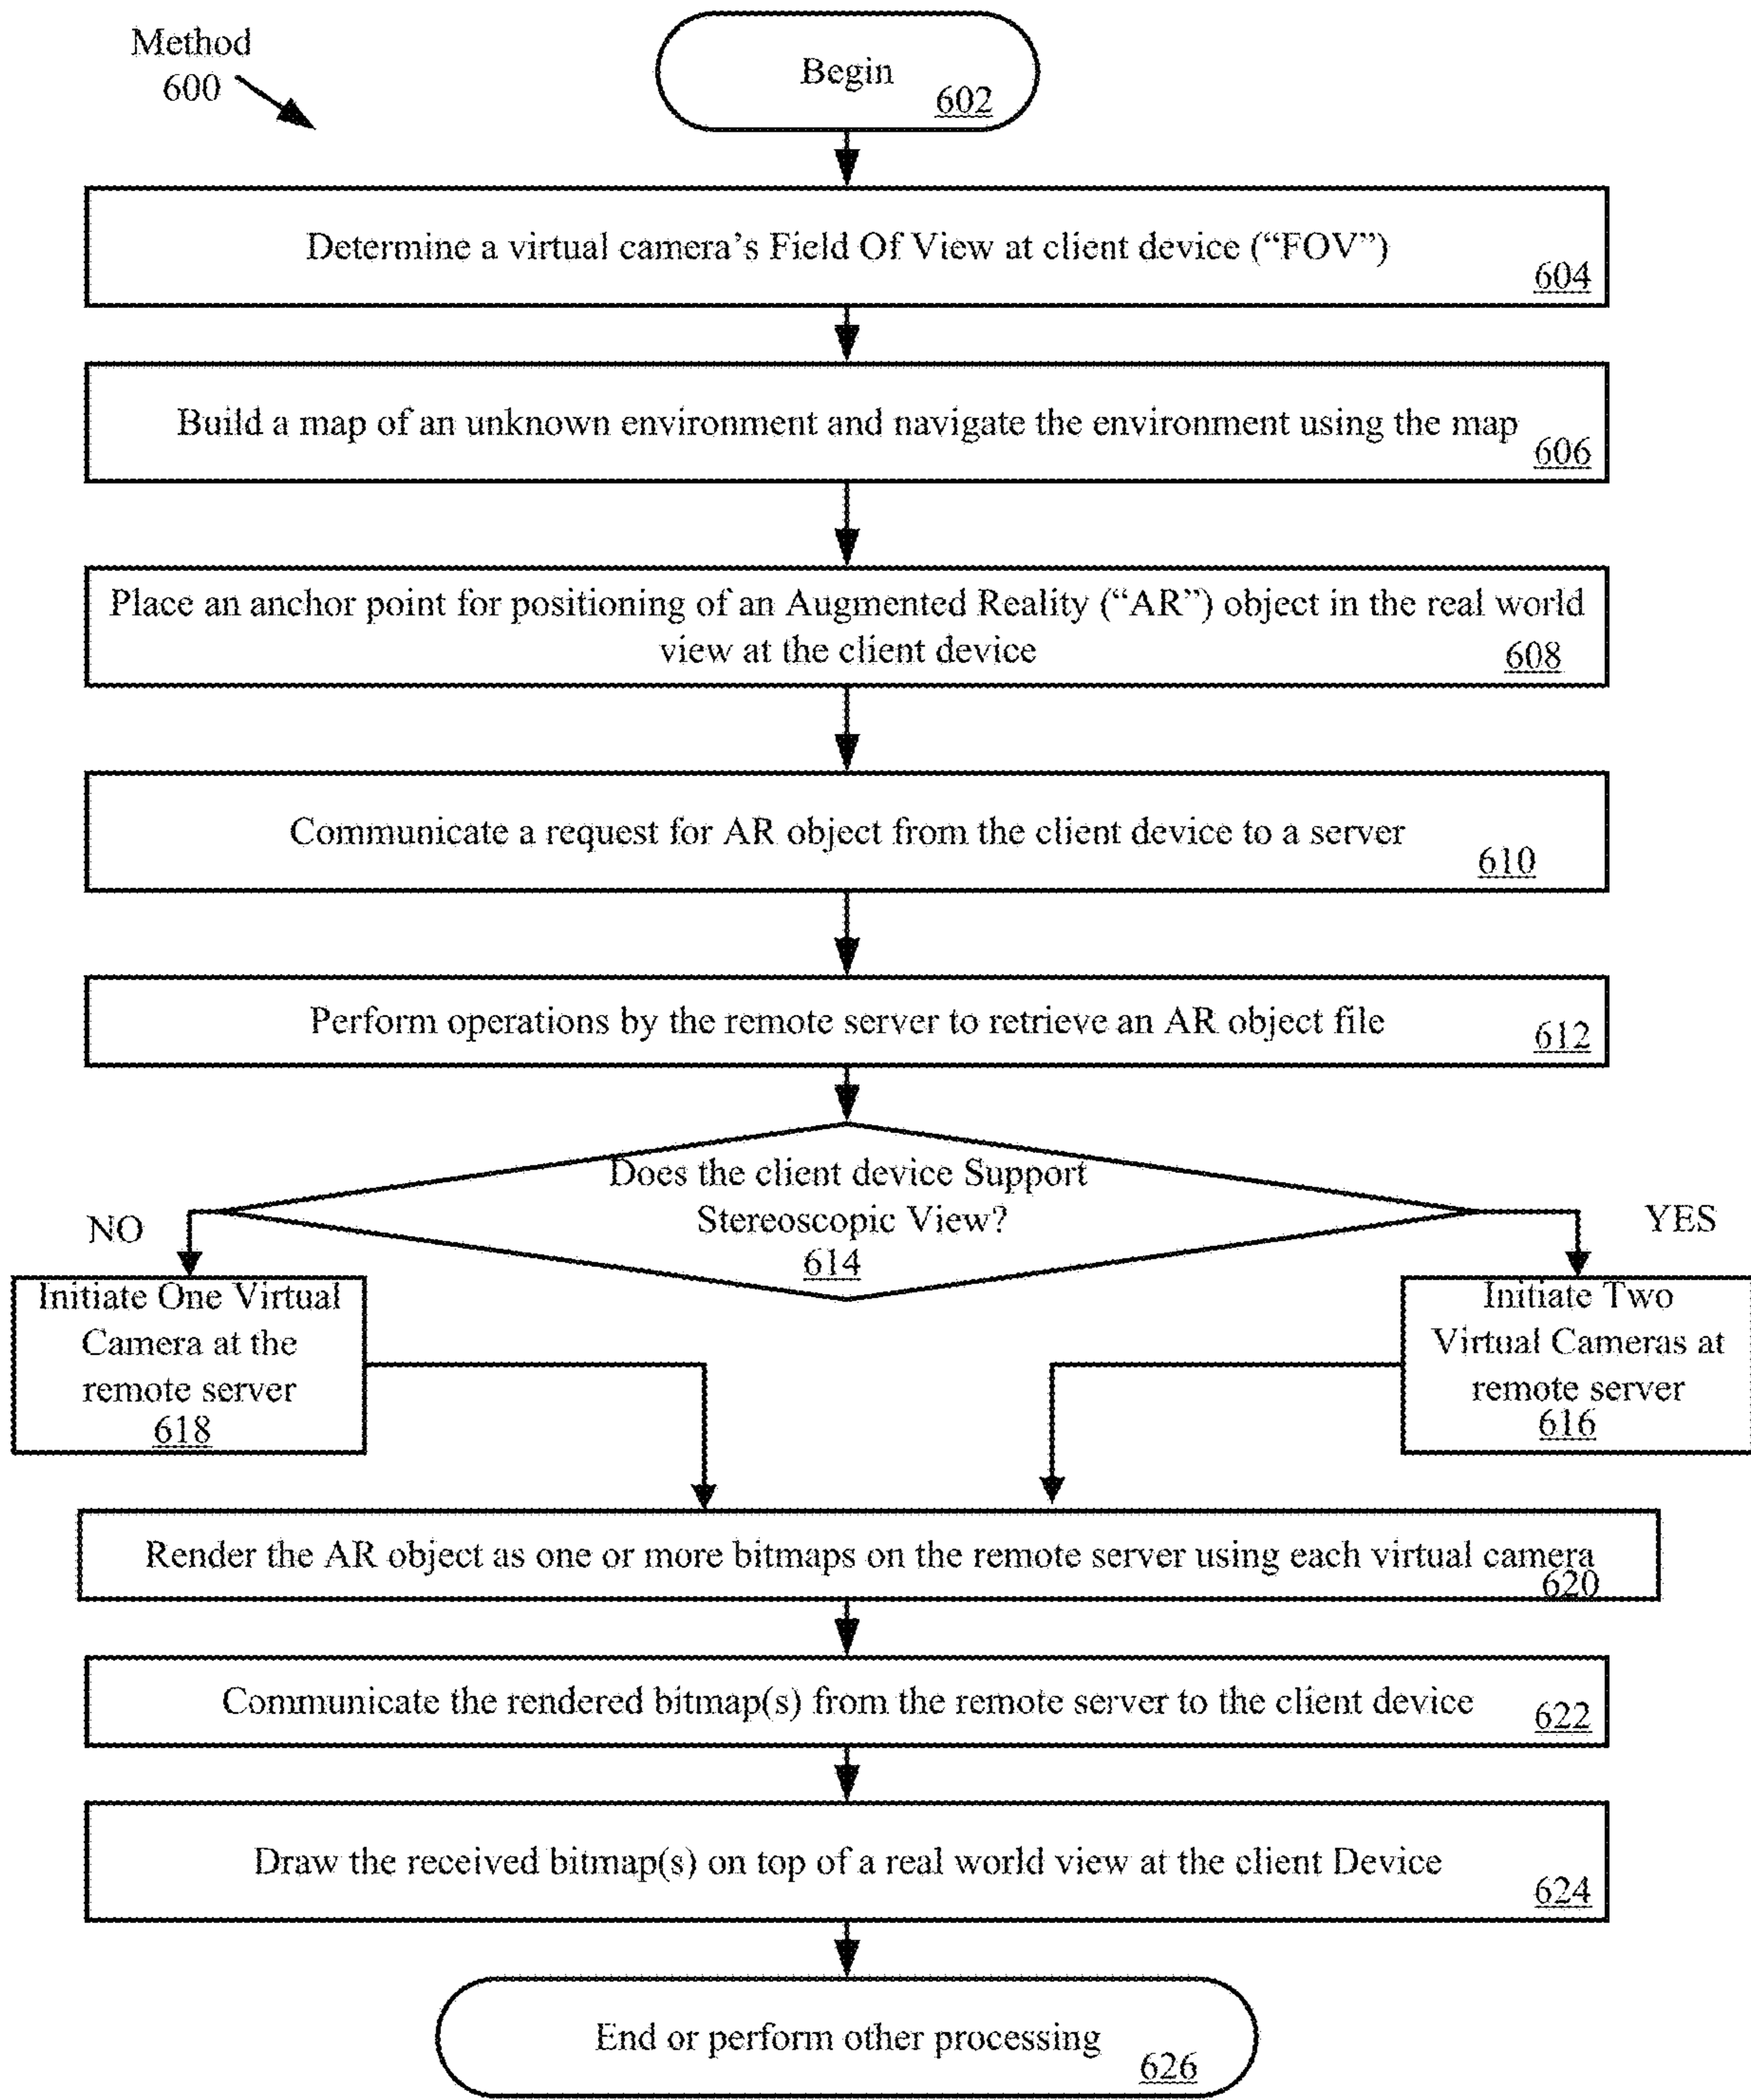 Method
600
Begin
602
Determine a virtual camera's Field Of View at client device (“FOV”)
604
Build a map of an unknown environment and navigate the environment using the map
606
Place an anchor point for positioning of an Augmented Reality (“AR”) object in the real world
view at the client device
608
Communicate a request for AR object from the client device to a server
610
Perform operations by the remote server to retrieve an AR object file
612
Does the client device Support
Stereoscopic View?
614
NO
YES
Initiate One Virtual
Camera at the
remote server
618
Initiate Two
Virtual Cameras at
remote server
616
Render the AR object as one or more bitmaps on the remote server using each virtual camera
620
Communicate the rendered bitmap(s) from the remote server to the client device
622
Draw the received bitmap(s) on top of a real world view at the client Device
624
End or perform other processing
626